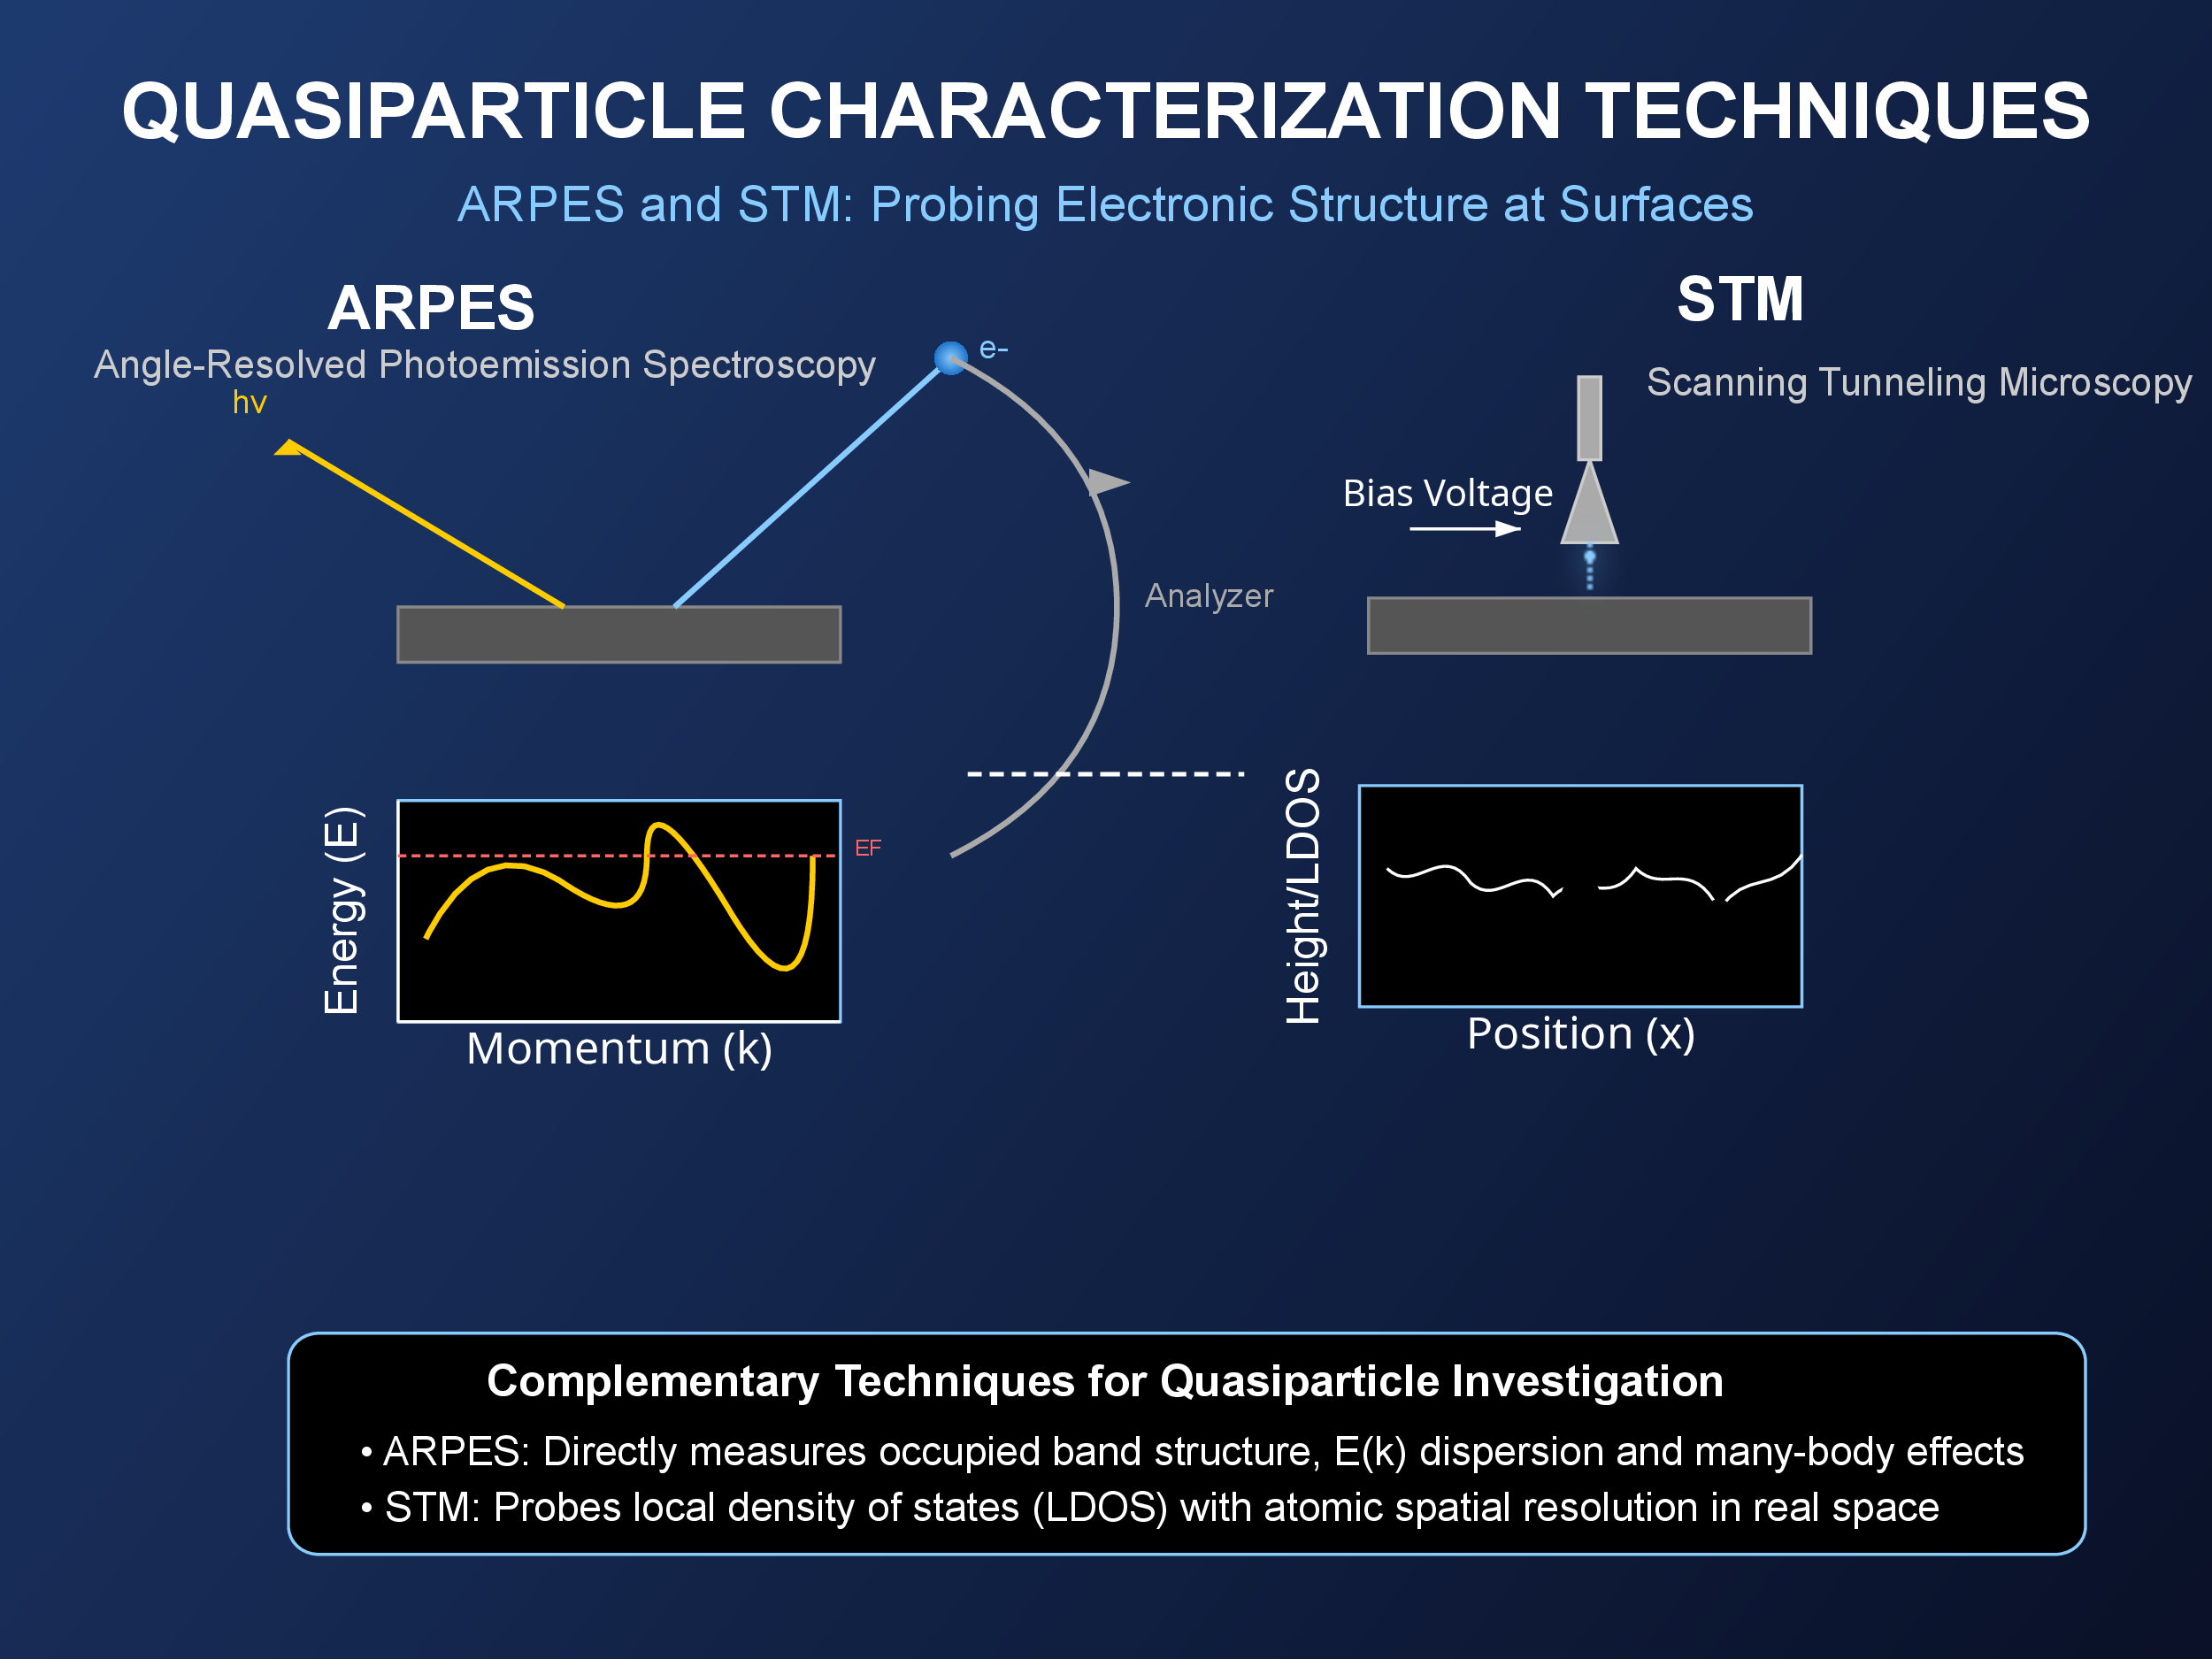 QUASIPARTICLE CHARACTERIZATION TECHNIQUES
ARPES and STM: Probing Electronic Structure at Surfaces
ARPES
Angle-Resolved Photoemission Spectroscopy
hν
e-
Analyzer
Energy (E)
EF
Momentum (k)
STM
Scanning Tunneling Microscopy
Bias Voltage
Height/LDOS
Position (x)
Complementary Techniques for Quasiparticle Investigation
• ARPES: Directly measures occupied band structure, E(k) dispersion and many-body effects
• STM: Probes local density of states (LDOS) with atomic spatial resolution in real space